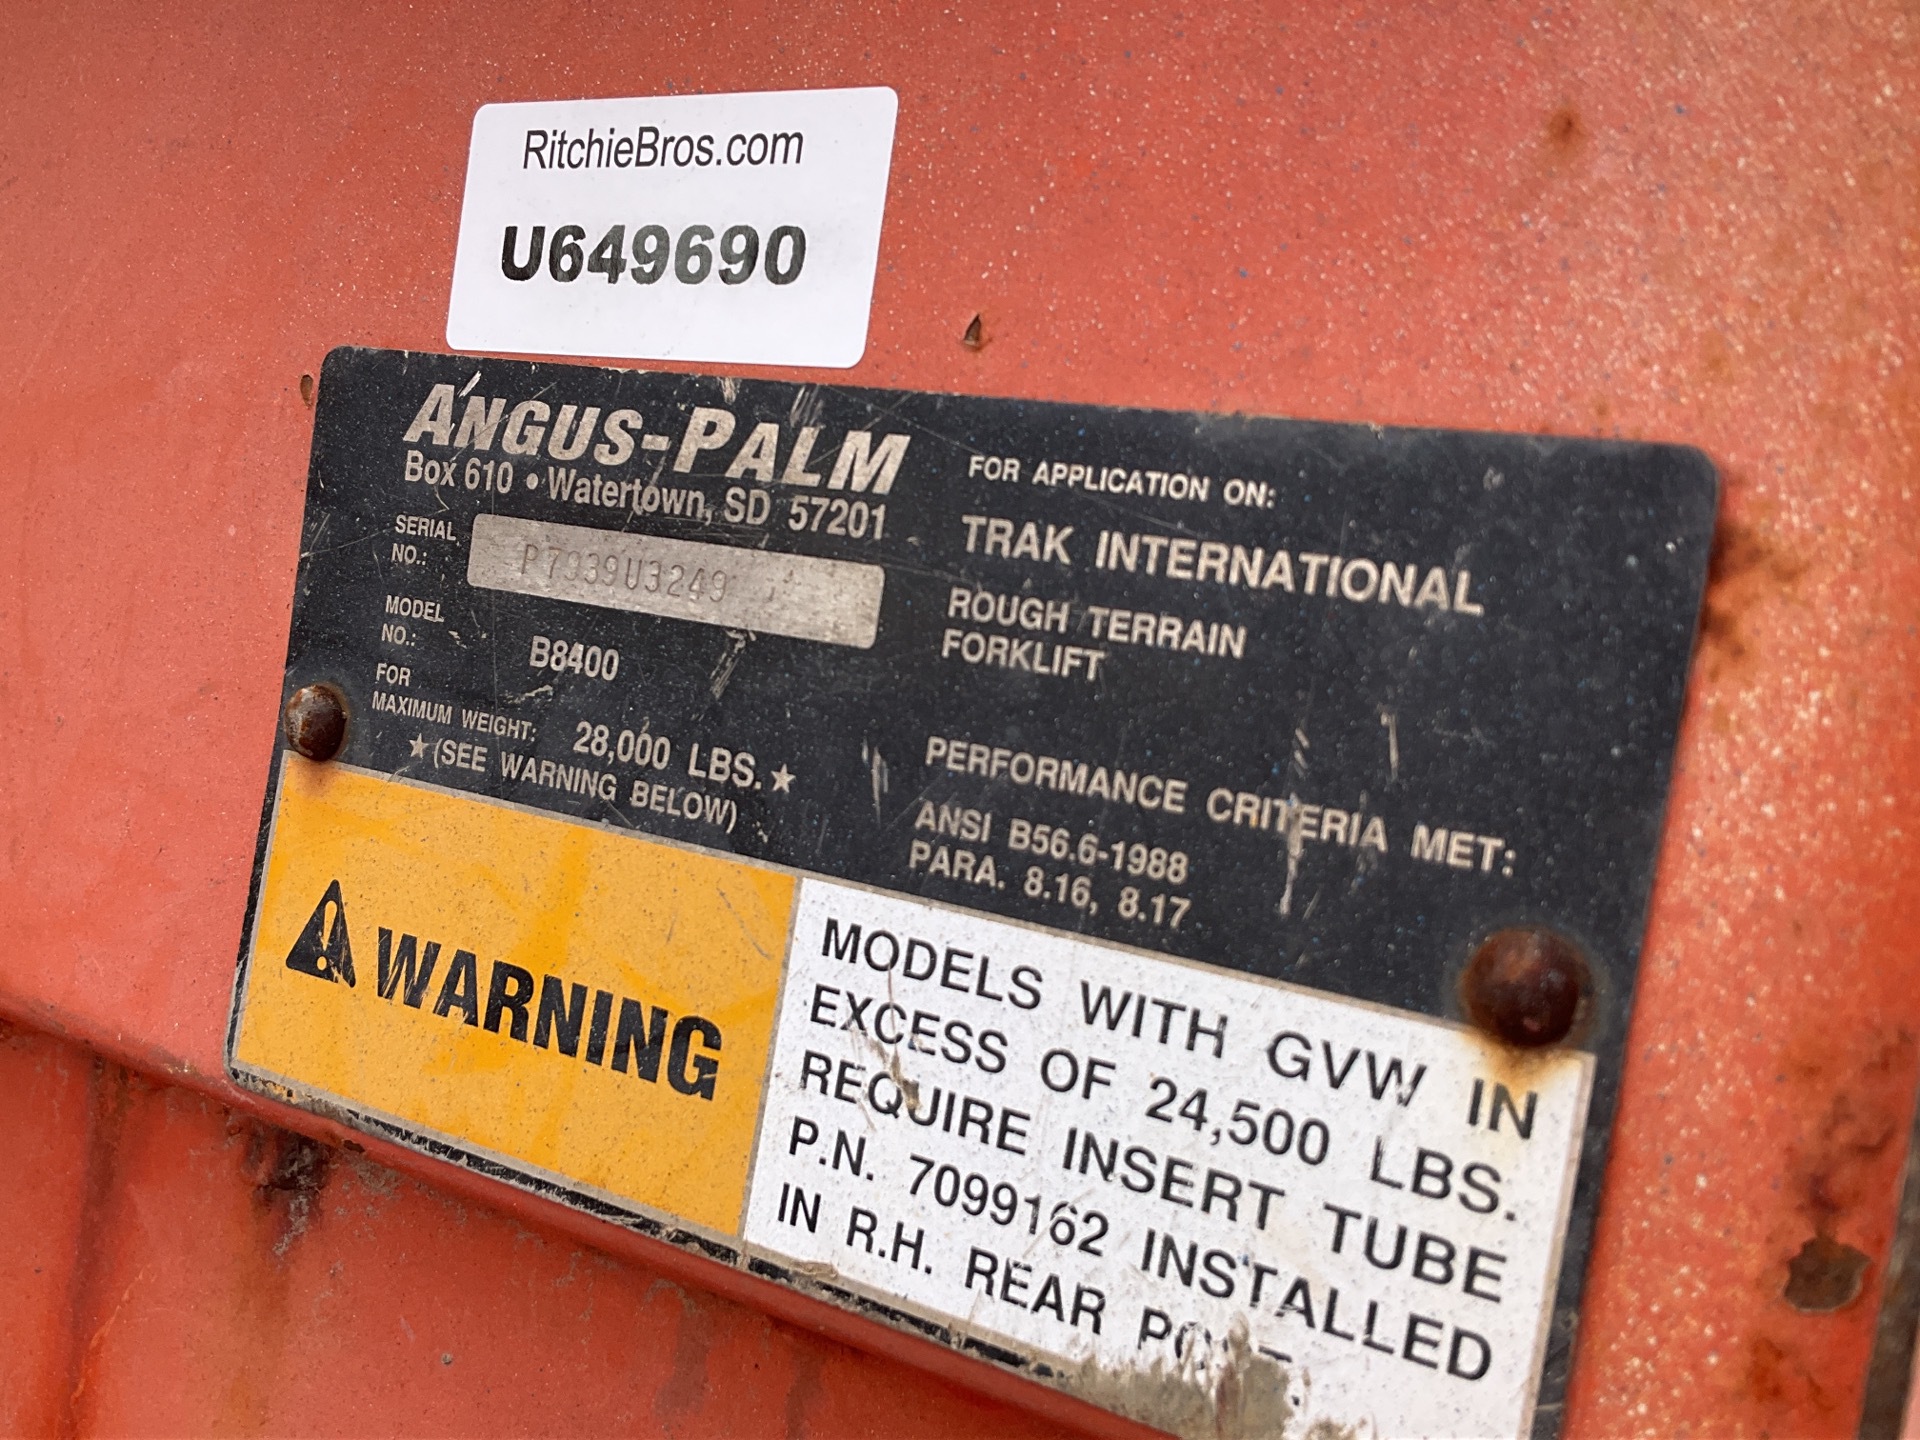 RitchieBros.com
U649690
ANGUS-PALM
Box 610 • Watertown, SD 57201
SERIAL NO.: P7939U3249
MODEL NO.: B8400
FOR MAXIMUM WEIGHT: 28,000 LBS.★
★(SEE WARNING BELOW)
FOR APPLICATION ON:
TRAK INTERNATIONAL
ROUGH TERRAIN
FORKLIFT
PERFORMANCE CRITERIA MET:
ANSI B56.6-1988
PARA. 8.16, 8.17
WARNING
MODELS WITH GVW IN
EXCESS OF 24,500 LBS.
REQUIRE INSERT TUBE
P.N. 7099162 INSTALLED
IN R.H. REAR